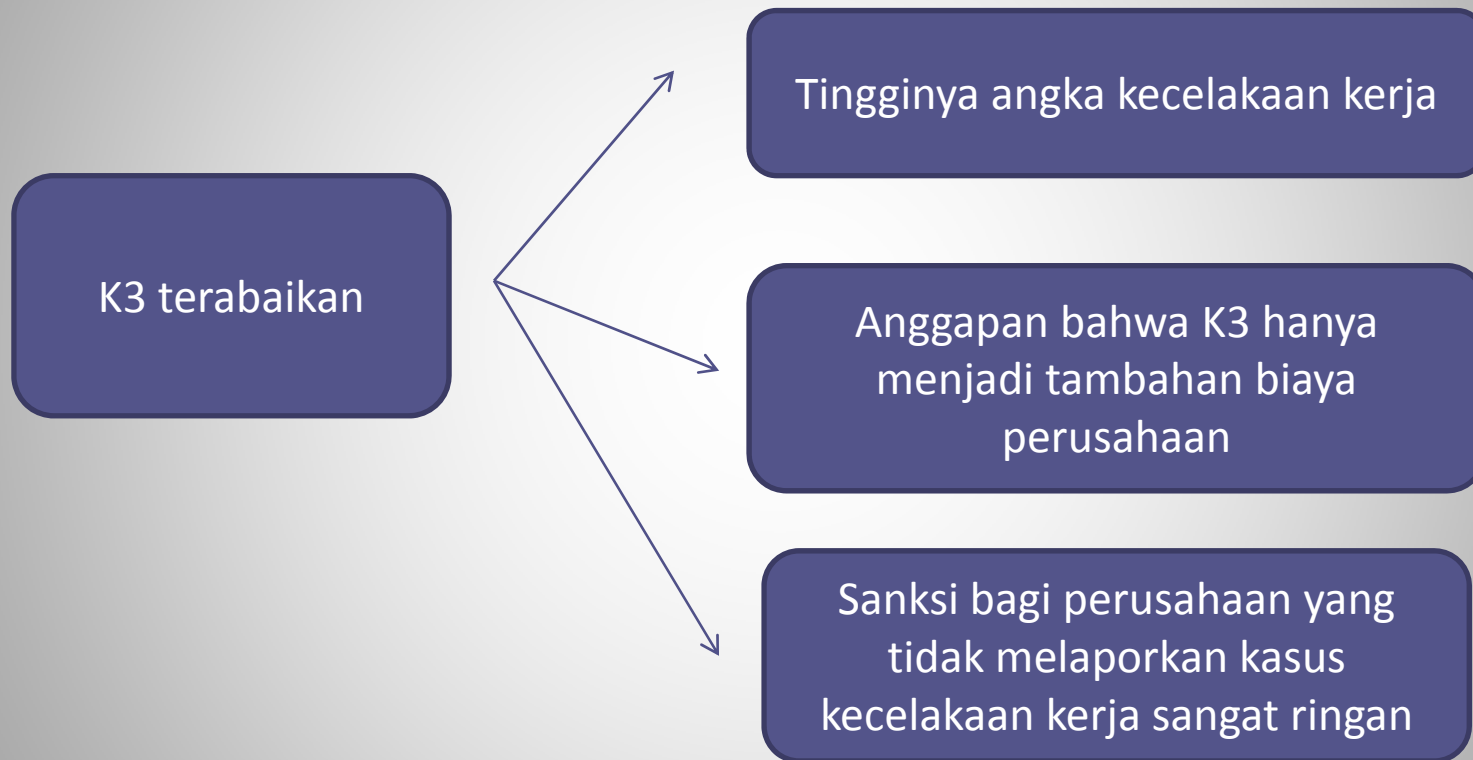 K3 terabaikan
Tingginya angka kecelakaan kerja
Anggapan bahwa K3 hanya
menjadi tambahan biaya
perusahaan
Sanksi bagi perusahaan yang
tidak melaporkan kasus
kecelakaan kerja sangat ringan